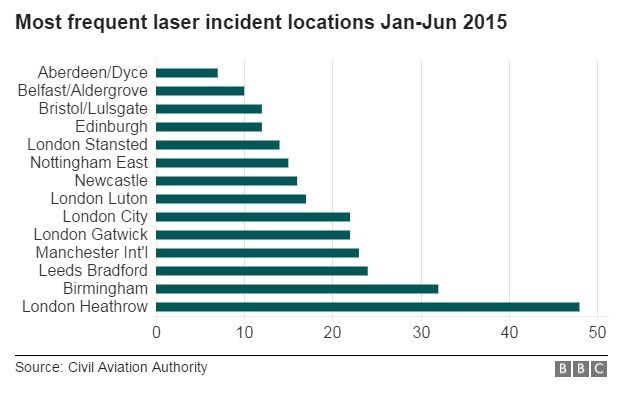 Most frequent laser incident locations Jan-Jun 2015
Aberdeen/Dyce
Belfast/Aldergrove
Bristol/Lulsgate
Edinburgh
London Stansted
Nottingham East
Newcastle
London Luton
London City
London Gatwick
Manchester Int'l
Leeds Bradford
Birmingham
London Heathrow
0 10 20 30 40 50
Source: Civil Aviation Authority
BBC